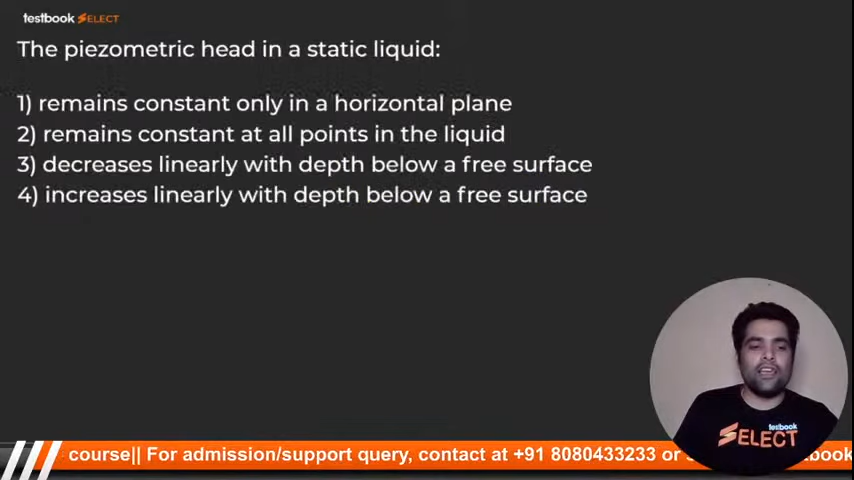 testbook SELECT
The piezometric head in a static liquid:
1) remains constant only in a horizontal plane
2) remains constant at all points in the liquid
3) decreases linearly with depth below a free surface
4) increases linearly with depth below a free surface
testbook
SELECT
course|| For admission/support query, contact at +91 8080433233 or